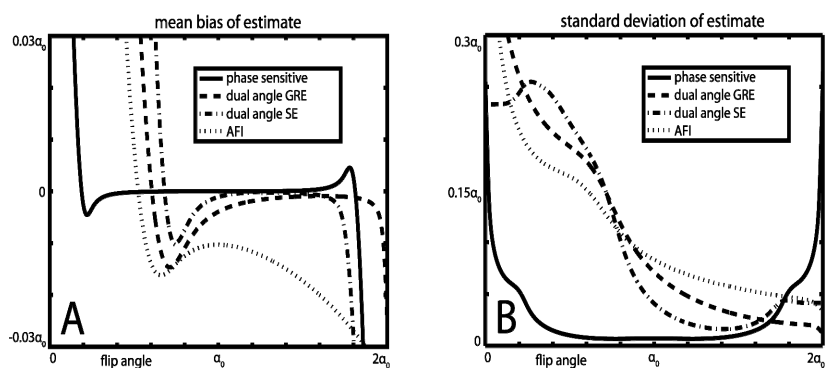 mean bias of estimate
0.03α₀
0
-0.03α₀
phase sensitive
dual angle GRE
dual angle SE
AFI
A
0 flip angle α₀ 2α₀
standard deviation of estimate
0.3α₀
0.15α₀
0
phase sensitive
dual angle GRE
dual angle SE
AFI
B
0 flip angle α₀ 2α₀